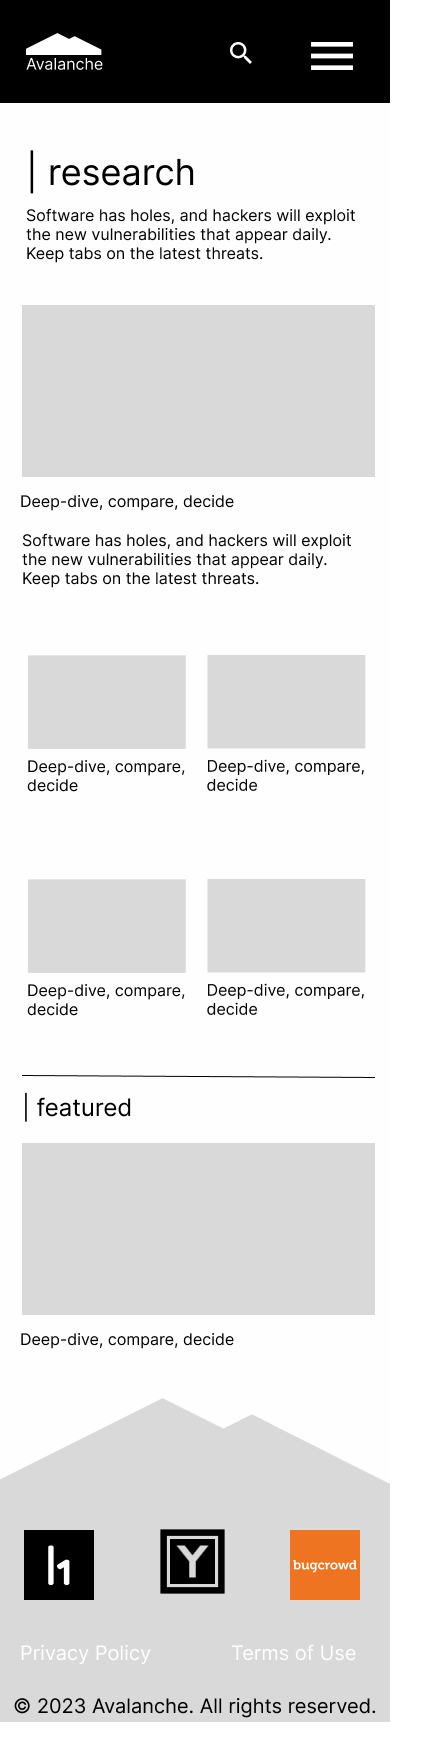 Avalanche
| research
Software has holes, and hackers will exploit
the new vulnerabilities that appear daily.
Keep tabs on the latest threats.
Deep-dive, compare, decide
Software has holes, and hackers will exploit
the new vulnerabilities that appear daily.
Keep tabs on the latest threats.
Deep-dive, compare,
decide
Deep-dive, compare,
decide
Deep-dive, compare,
decide
Deep-dive, compare,
decide
| featured
Deep-dive, compare, decide
h1
Y
bugcrowd
Privacy Policy
Terms of Use
© 2023 Avalanche. All rights reserved.